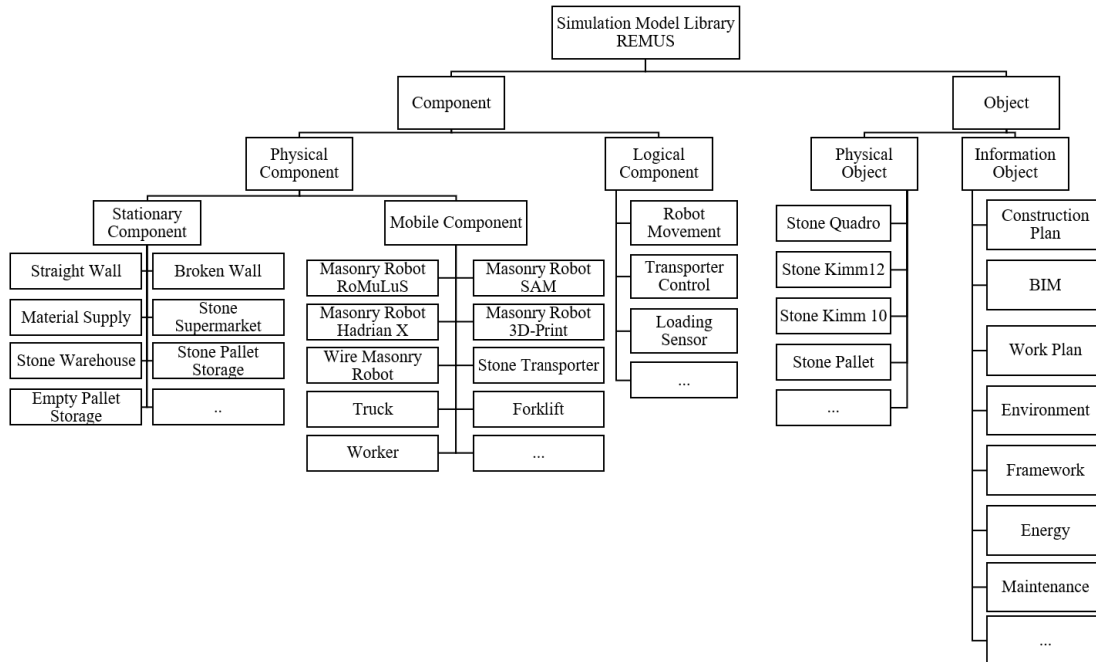 Simulation Model Library
REMUS
Component
Object
Physical
Component
Logical
Component
Physical
Object
Information
Object
Stationary
Component
Mobile Component
Straight Wall
Broken Wall
Material Supply
Stone
Supermarket
Stone Warehouse
Stone Pallet
Storage
Empty Pallet
Storage
..
Masonry Robot
RoMuLuS
Masonry Robot
SAM
Masonry Robot
Hadrian X
Masonry Robot
3D-Print
Wire Masonry
Robot
Stone Transporter
Truck
Forklift
Worker
...
Robot
Movement
Transporter
Control
Loading
Sensor
...
Stone Quadro
Stone Kimm12
Stone Kimm 10
Stone Pallet
...
Construction
Plan
BIM
Work Plan
Environment
Framework
Energy
Maintenance
...